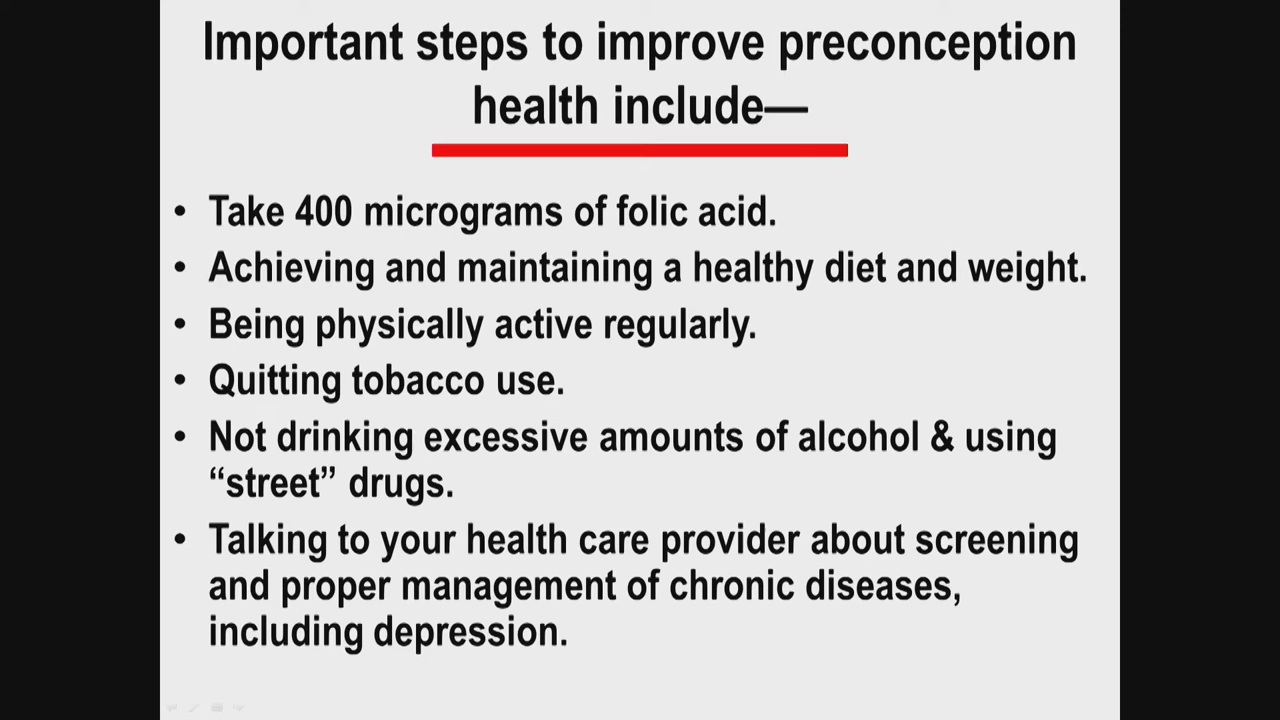 Important steps to improve preconception
health include—
• Take 400 micrograms of folic acid.
• Achieving and maintaining a healthy diet and weight.
• Being physically active regularly.
• Quitting tobacco use.
• Not drinking excessive amounts of alcohol & using
“street” drugs.
• Talking to your health care provider about screening
and proper management of chronic diseases,
including depression.